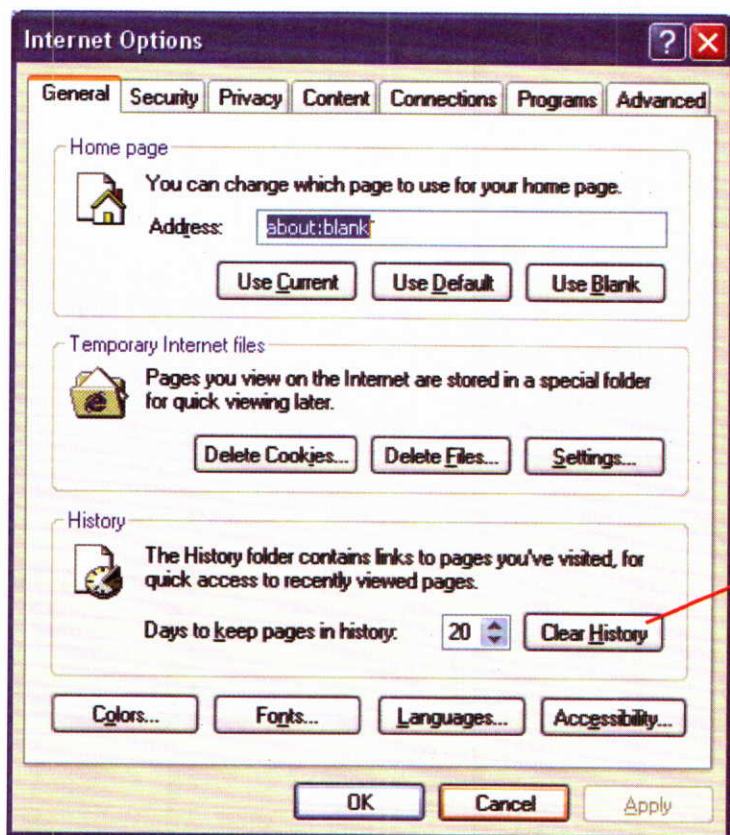 Internet Options
General Security Privacy Content Connections Programs Advanced
Home page
You can change which page to use for your home page.
Address: about:blank
Use Current Use Default Use Blank
Temporary Internet files
Pages you view on the Internet are stored in a special folder
for quick viewing later.
Delete Cookies... Delete Files... Settings...
History
The History folder contains links to pages you've visited, for
quick access to recently viewed pages.
Days to keep pages in history: 20 Clear History
Colors... Fonts... Languages... Accessibility...
OK Cancel Apply